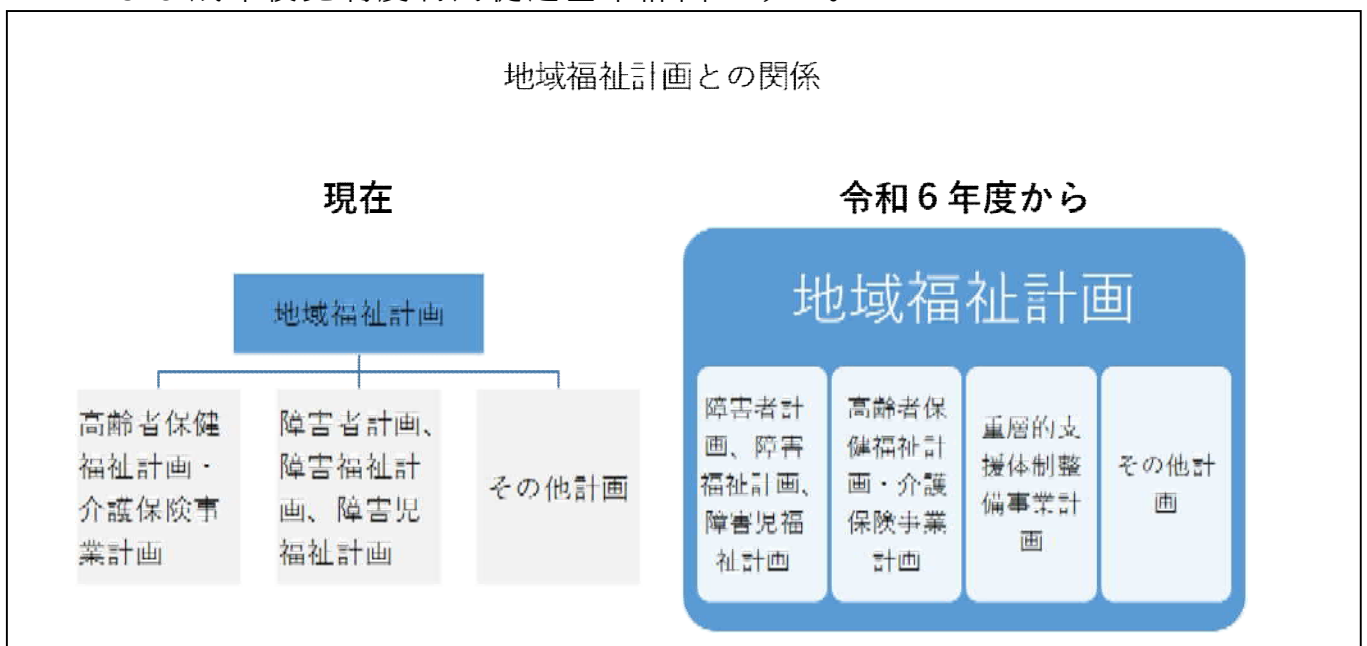 地域福祉計画との関係
現在
地域福祉計画
高齢者保健
福祉計画・
介護保険事
業計画
障害者計画、
障害福祉計
画、障害児
福祉計画
その他計画
令和６年度から
地域福祉計画
障害者計
画、障害
福祉計画、
障害児福
祉計画
高齢者保
健福祉計
画・介護
保険事業
計画
重層的支
援体制整
備事業計
画
その他計
画